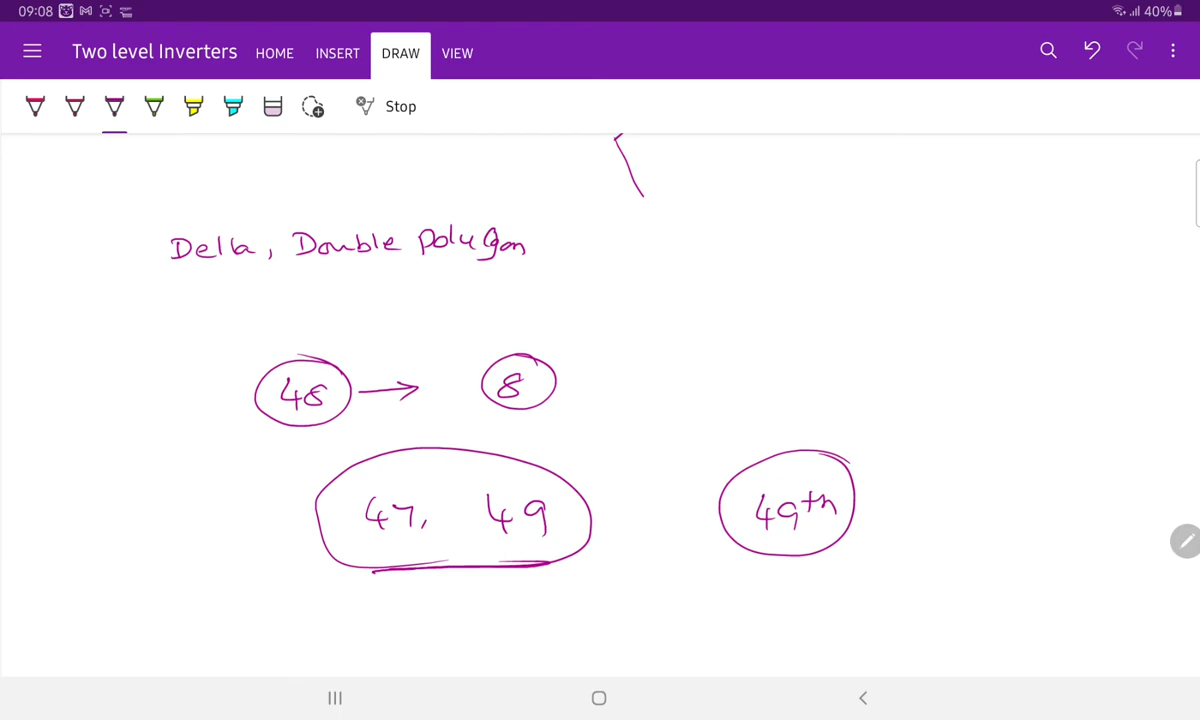 09:08 40%
Two level Inverters HOME INSERT DRAW VIEW
Stop
Delta, Double Polygon
48 → 8
47, 49 49th